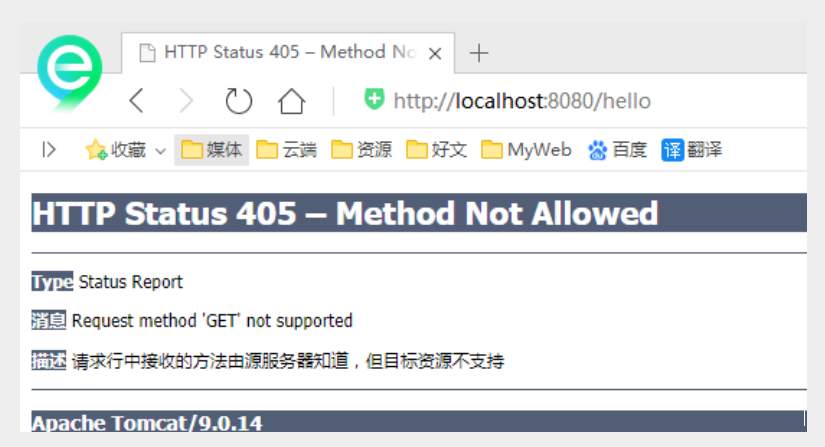 HTTP Status 405 – Method No
http://localhost:8080/hello
收藏 媒体 云端 资源 好文 MyWeb 百度 译 翻译
HTTP Status 405 – Method Not Allowed
Type Status Report
消息 Request method 'GET' not supported
描述 请求行中接收的方法由源服务器知道，但目标资源不支持
Apache Tomcat/9.0.14